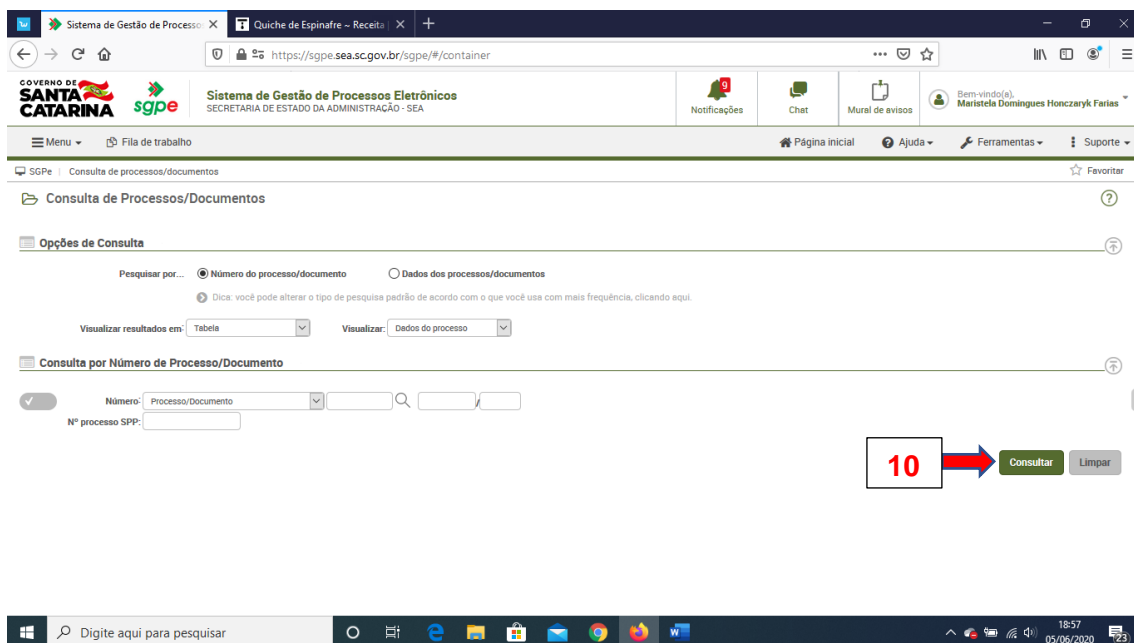 Sistema de Gestão de Processo
Quiche de Espinafre ~ Receita |
https://sgpe.sea.sc.gov.br/sgpe/#/container
GOVERNO DE
SANTA
CATARINA
sgpe
Sistema de Gestão de Processos Eletrônicos
SECRETARIA DE ESTADO DA ADMINISTRAÇÃO - SEA
9
Notificações
Chat
Mural de avisos
Bem-vindo(a),
Maristela Domingues Honczaryk Farias
Menu
Fila de trabalho
Página inicial
Ajuda
Ferramentas
Suporte
SGPe | Consulta de processos/documentos
Favoritar
Consulta de Processos/Documentos
?
Opções de Consulta
Pesquisar por... Número do processo/documento Dados dos processos/documentos
Dica: você pode alterar o tipo de pesquisa padrão de acordo com o que você usa com mais frequência, clicando aqui.
Visualizar resultados em: Tabela Visualizar: Dados do processo
Consulta por Número de Processo/Documento
Número: Processo/Documento /
Nº processo SPP:
10
Consultar
Limpar
Digite aqui para pesquisar
18:57
05/06/2020
23